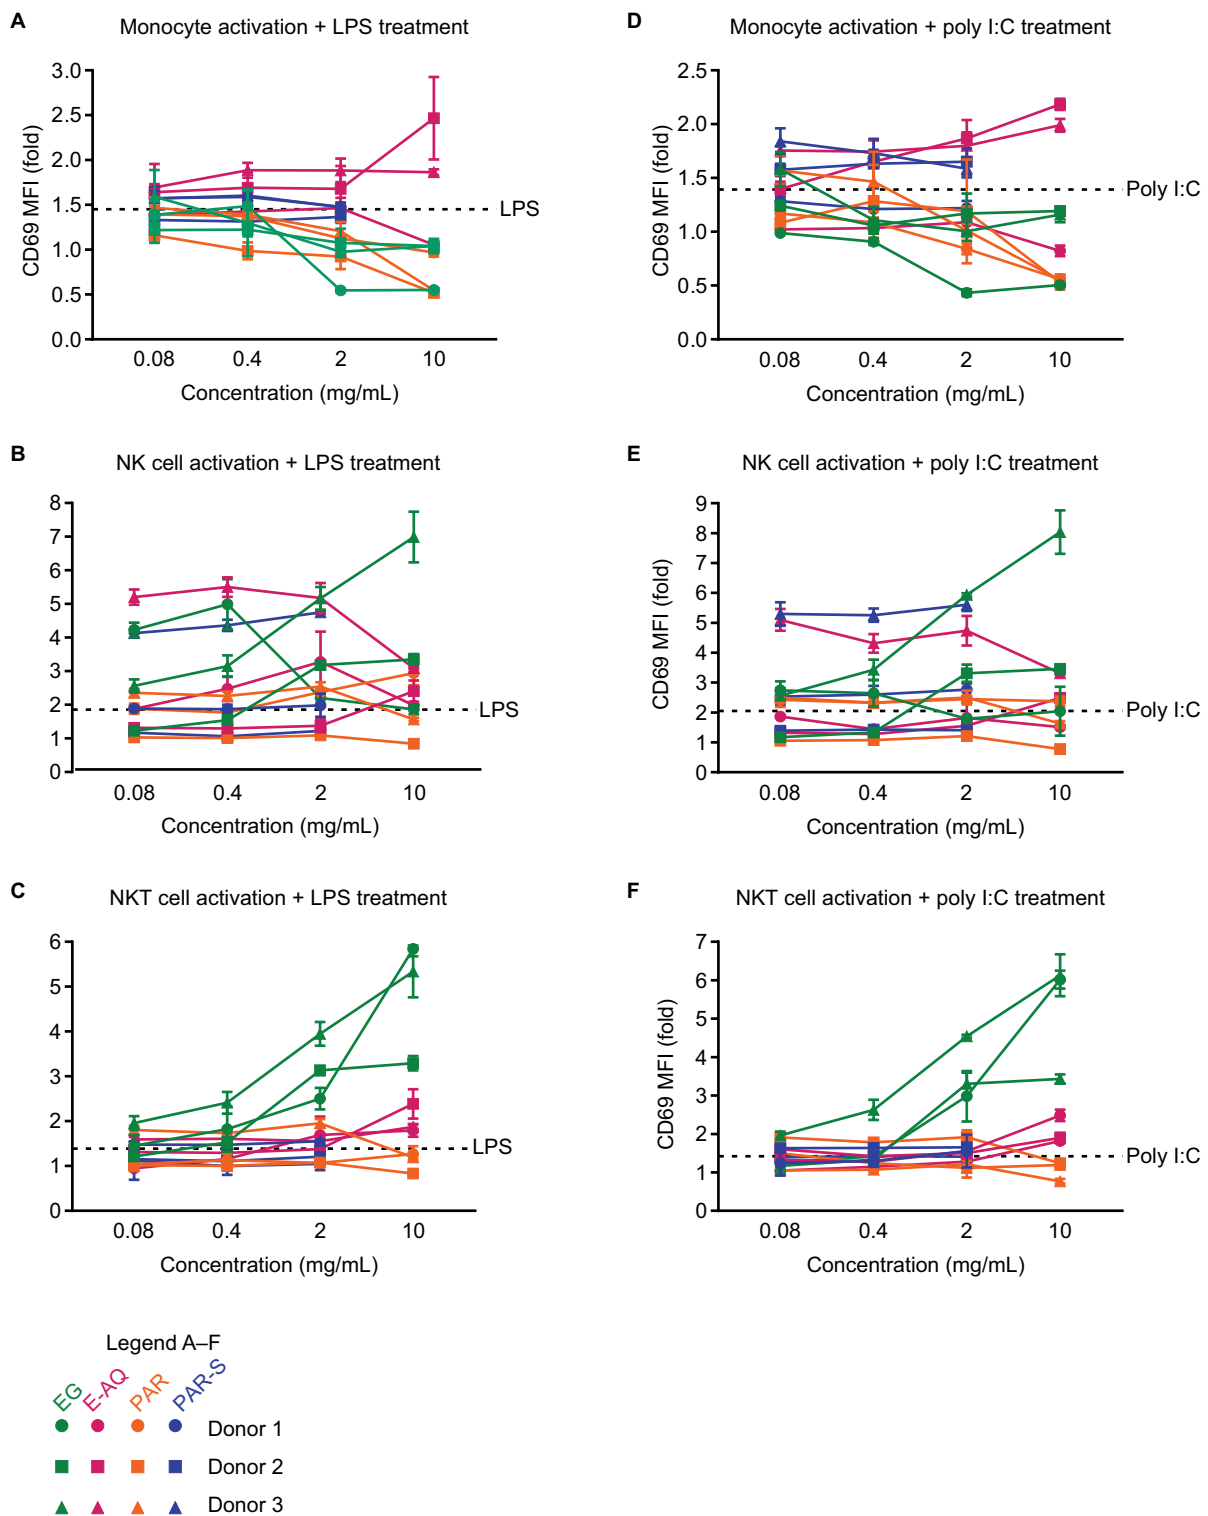 A
Monocyte activation + LPS treatment
CD69 MFI (fold)
3.0
2.5
2.0
1.5
1.0
0.5
0.0
LPS
0.08 0.4 2 10
Concentration (mg/mL)
D
Monocyte activation + poly I:C treatment
CD69 MFI (fold)
2.5
2.0
1.5
1.0
0.5
0.0
Poly I:C
0.08 0.4 2 10
Concentration (mg/mL)
B
NK cell activation + LPS treatment
8
7
6
5
4
3
2
1
0
LPS
0.08 0.4 2 10
Concentration (mg/mL)
E
NK cell activation + poly I:C treatment
CD69 MFI (fold)
9
8
7
6
5
4
3
2
1
0
Poly I:C
0.08 0.4 2 10
Concentration (mg/mL)
C
NKT cell activation + LPS treatment
6
5
4
3
2
1
0
LPS
0.08 0.4 2 10
Concentration (mg/mL)
F
NKT cell activation + poly I:C treatment
CD69 MFI (fold)
7
6
5
4
3
2
1
0
Poly I:C
0.08 0.4 2 10
Concentration (mg/mL)
Legend A–F
EG E-AQ PAR PAR-S
Donor 1
Donor 2
Donor 3